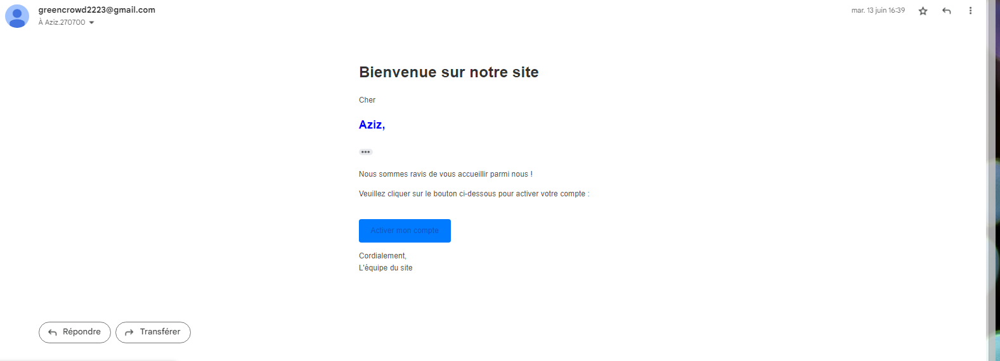 greencrowd2223@gmail.com
mar. 13 juin 16:39
À Aziz.270700
Bienvenue sur notre site
Cher
Aziz,
Nous sommes ravis de vous accueillir parmi nous !
Veuillez cliquer sur le bouton ci-dessous pour activer votre compte :
Activer mon compte
Cordialement,
L'équipe du site
Répondre
Transférer